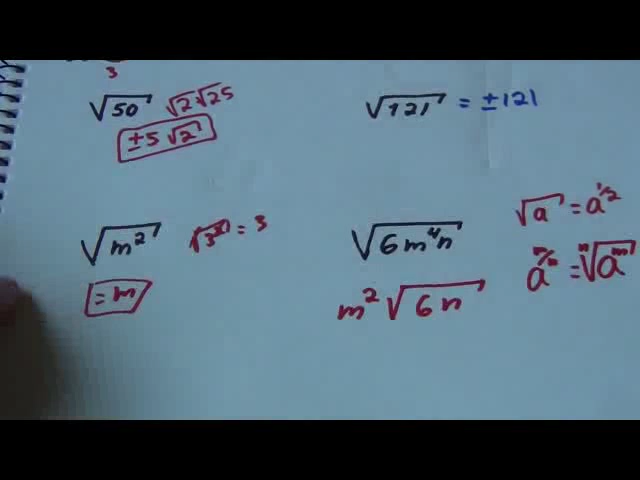 3
√50 √2√25
±5√2
√121 = ±121
√m² √3² = 3
= m
√6m⁴n
m²√6n
√a = a^1/2
a^m/n = ⁿ√a^m